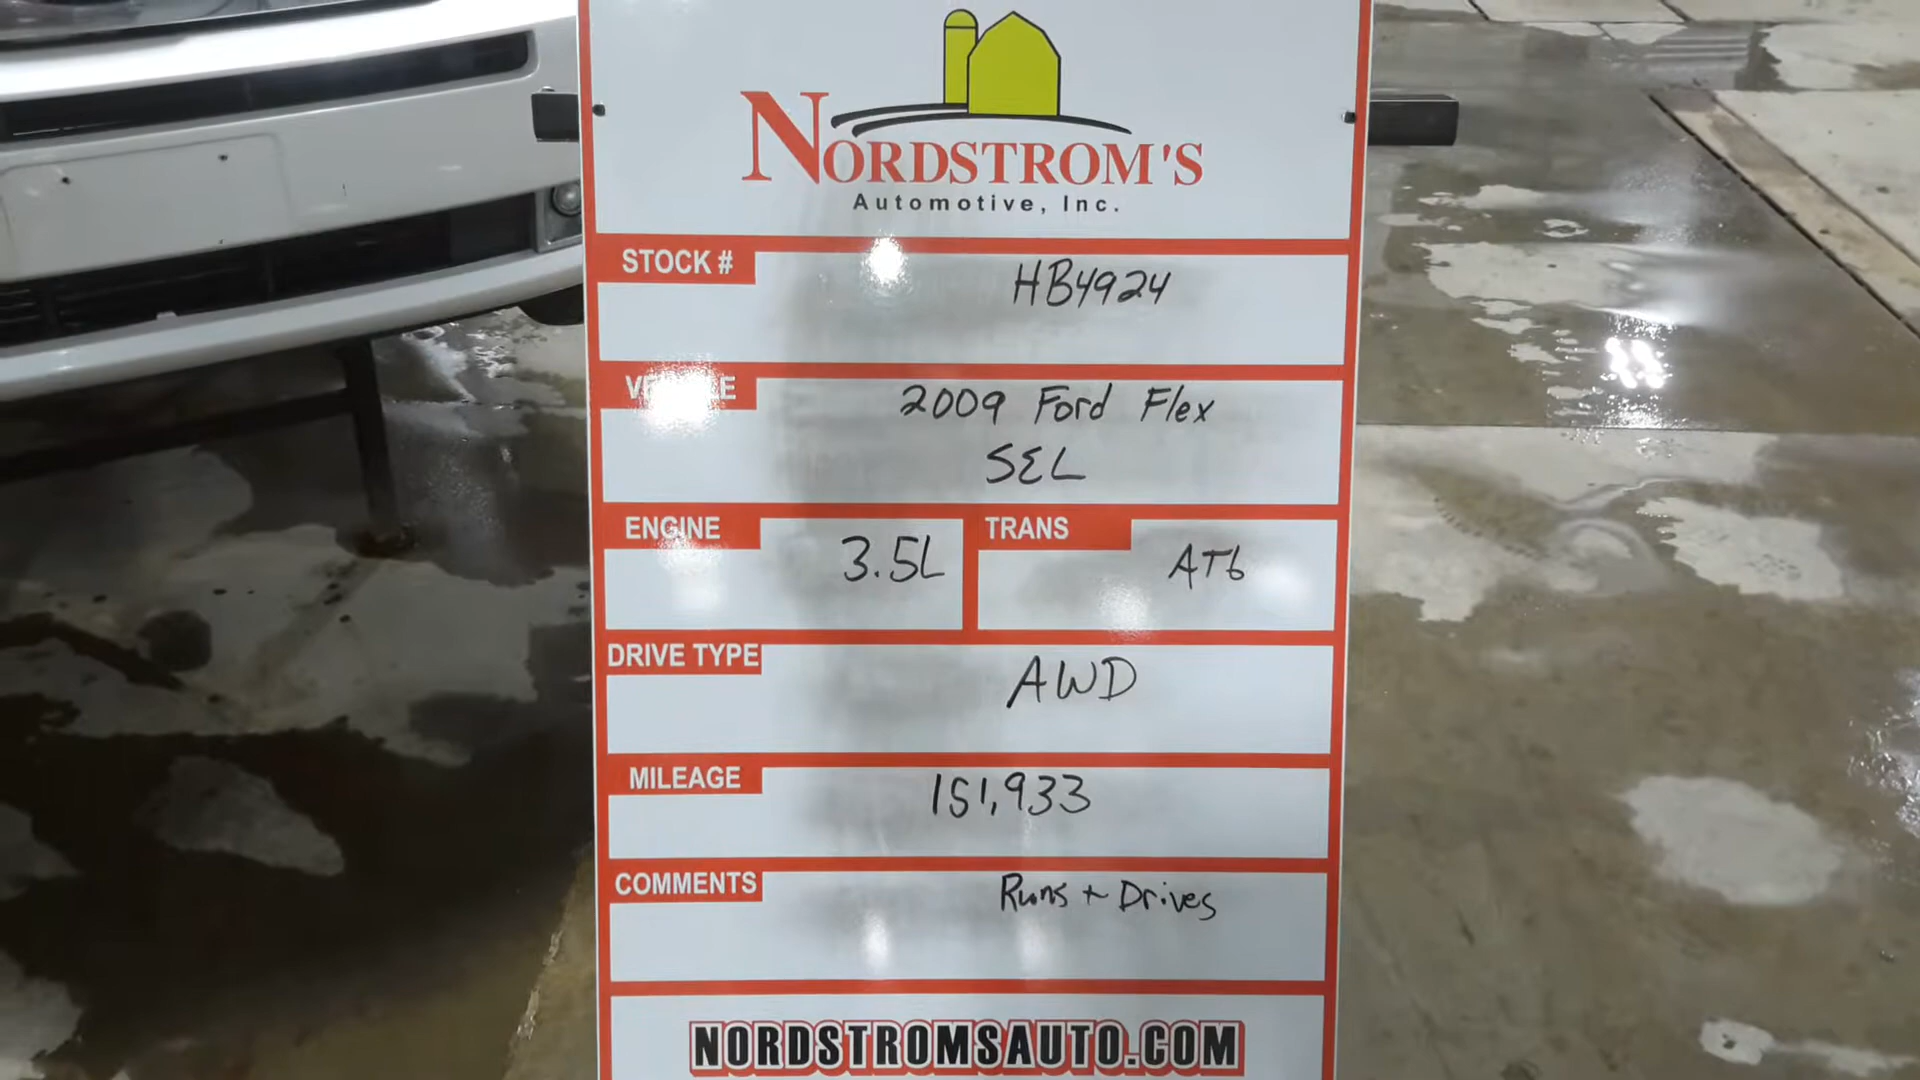 NORDSTROM'S
Automotive, Inc.
STOCK #
HB4924
2009 Ford Flex
SEL
ENGINE
3.5L
TRANS
AT6
DRIVE TYPE
AWD
MILEAGE
151,933
COMMENTS
Runs + Drives
NORDSTROMSAUTO.COM